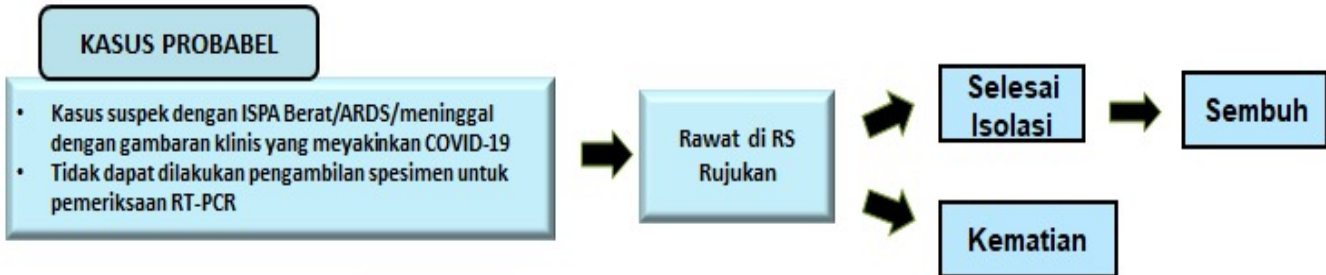 KASUS PROBABEL
• Kasus suspek dengan ISPA Berat/ARDS/meninggal
dengan gambaran klinis yang meyakinkan COVID-19
• Tidak dapat dilakukan pengambilan spesimen untuk
pemeriksaan RT-PCR
Rawat di RS
Rujukan
Selesai
Isolasi
Sembuh
Kematian